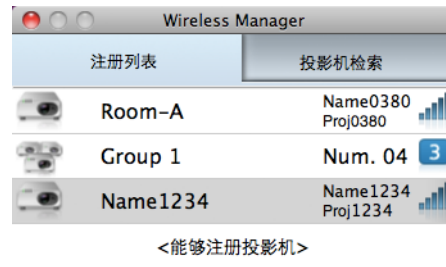 Wireless Manager
注册列表 投影机检索
Room-A Name0380
Proj0380
Group 1 Num. 04 3
Name1234 Name1234
Proj1234
<能够注册投影机>